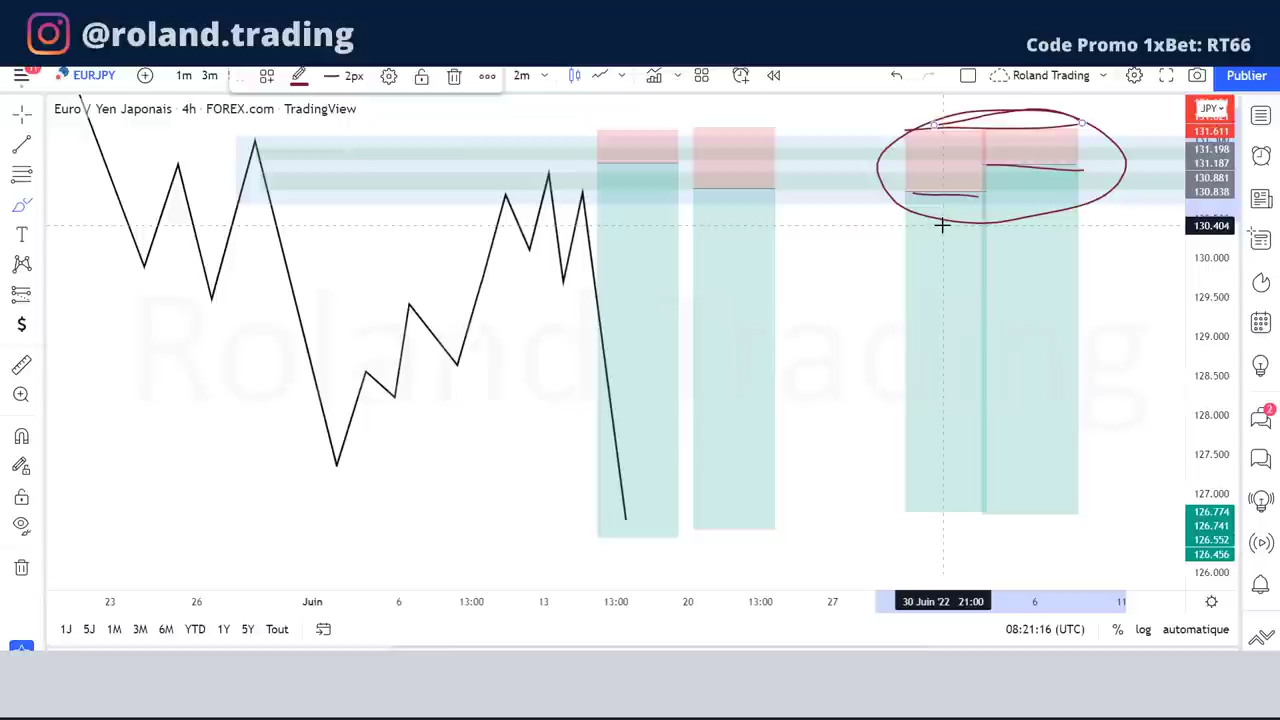 @roland.trading
Code Promo 1xBet: RT66
11
EURJPY
1m 3m
2px
2m
Roland Trading
Publier
Euro / Yen Japonais · 4h · FOREX.com · TradingView
JPY
131.611
131.198
131.187
130.881
130.838
130.404
130.000
129.500
129.000
128.500
128.000
127.500
127.000
126.774
126.741
126.552
126.456
126.000
2
Roland Trading
23 26 Juin 6 13:00 13 13:00 20 13:00 27 30 Juin '22 21:00 6 11
1J 5J 1M 3M 6M YTD 1Y 5Y Tout
08:21:16 (UTC) % log automatique